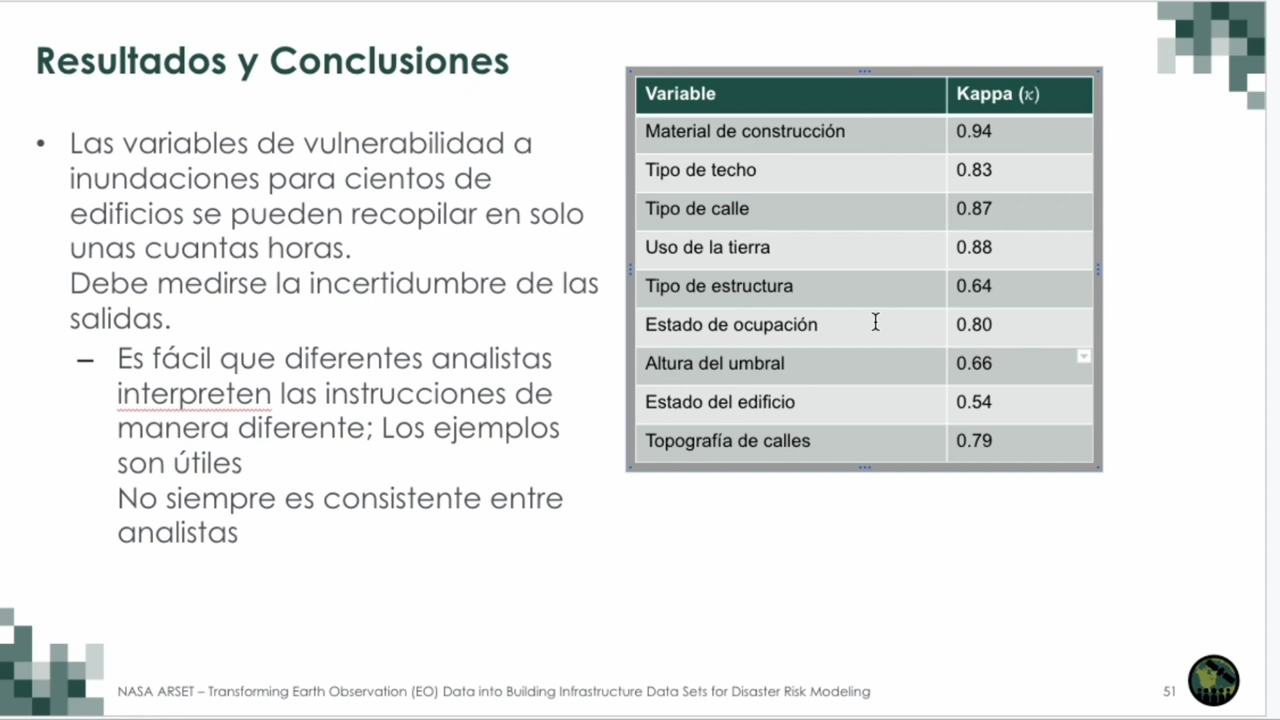 Resultados y Conclusiones
• Las variables de vulnerabilidad a
inundaciones para cientos de
edificios se pueden recopilar en solo
unas cuantas horas.
Debe medirse la incertidumbre de las
salidas.
– Es fácil que diferentes analistas
interpreten las instrucciones de
manera diferente; Los ejemplos
son útiles
No siempre es consistente entre
analistas
Variable Kappa (κ)
Material de construcción 0.94
Tipo de techo 0.83
Tipo de calle 0.87
Uso de la tierra 0.88
Tipo de estructura 0.64
Estado de ocupación 0.80
Altura del umbral 0.66
Estado del edificio 0.54
Topografía de calles 0.79
NASA ARSET – Transforming Earth Observation (EO) Data into Building Infrastructure Data Sets for Disaster Risk Modeling 51